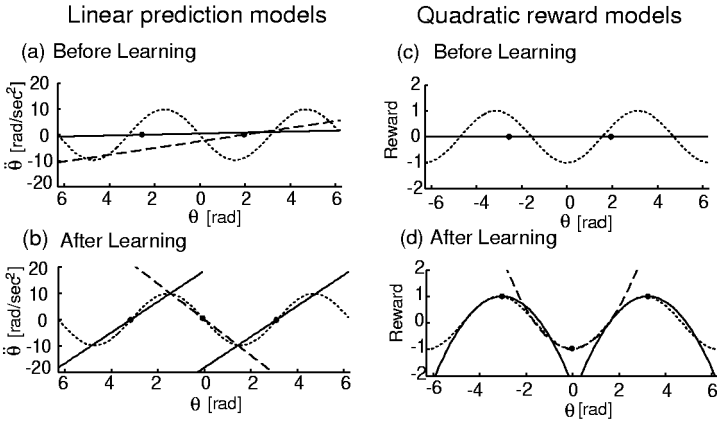 Linear prediction models
Quadratic reward models
(a) Before Learning
(c) Before Learning
20
10
0
-10
-20
θ̈ [rad/sec²]
6 4 2 0 2 4 6
θ [rad]
2
1
0
-1
-2
Reward
-6 -4 -2 0 2 4 6
θ [rad]
(b) After Learning
(d) After Learning
20
10
0
-10
-20
θ̈ [rad/sec²]
6 4 2 0 2 4 6
θ [rad]
2
1
0
-1
-2
Reward
-6 -4 -2 0 2 4 6
θ [rad]